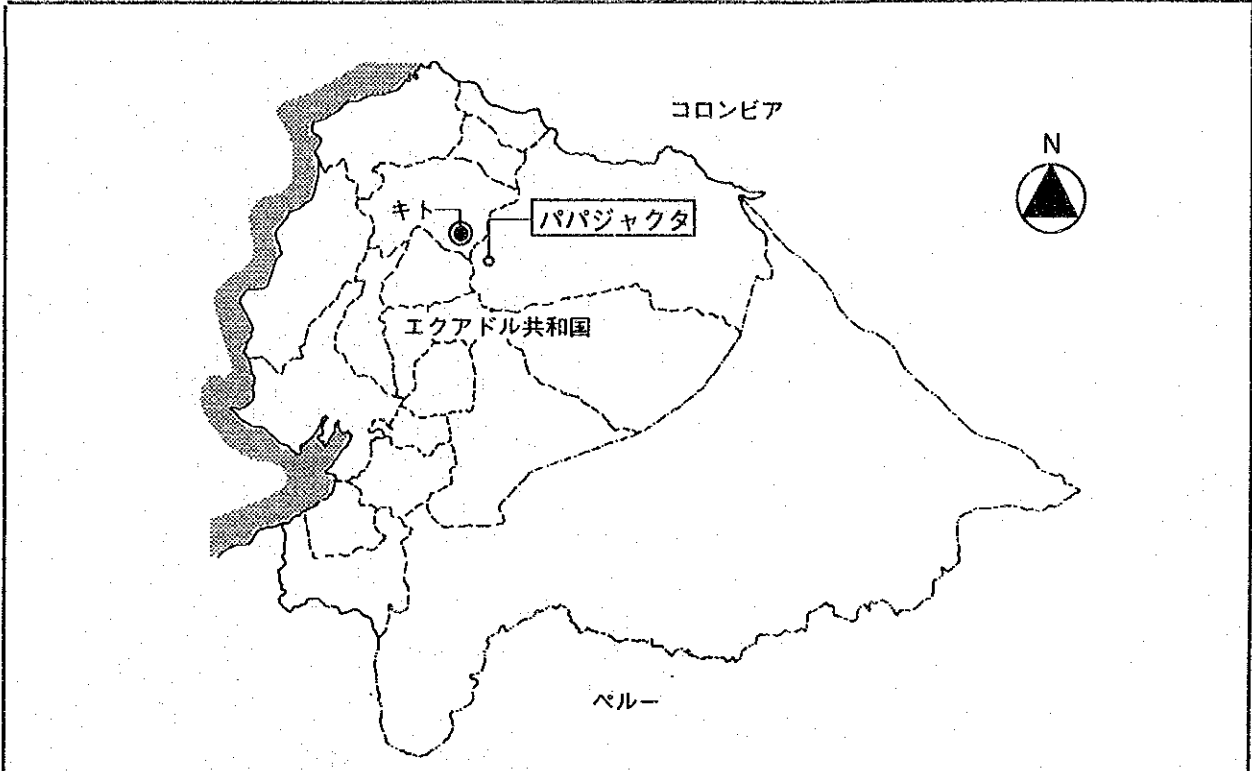 コロンビア
N
キト
パパジャクタ
エクアドル共和国
ペルー